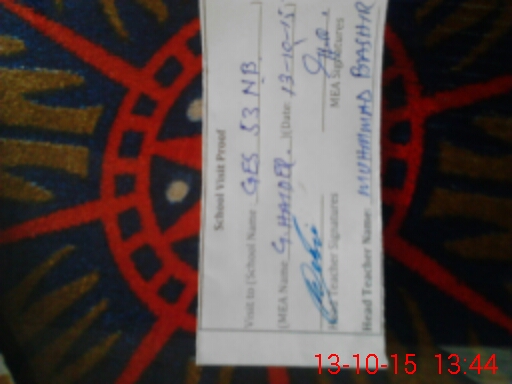 School Visit Proof
Visit to (School Name GES 53 NB )
(MEA Name G. HAIDER )(Date: 13-10-15)
Teacher Signatures MEA Signatures
Head Teacher Name: MUHAMMAD BASHIR
13-10-15 13:44